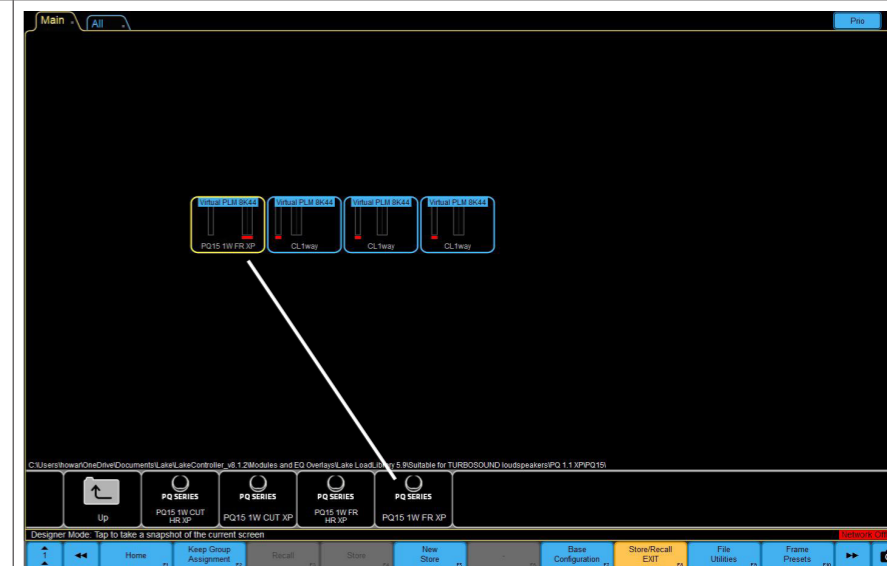 Main
All
Prio
Virtual PLM 8K44 Virtual PLM 8K44 Virtual PLM 8K44 Virtual PLM 8K44
PQ15 1W FR XP CL1way CL1way CL1way
C:\Users\howar\OneDrive\Documents\Lake\LakeController_v8.1.2\Modules and EQ Overlays\Lake LoadLibrary 5.9\Suitable for TURBOSOUND loudspeakers\PQ 1.1 XP\PQ15\
PQ SERIES PQ SERIES PQ SERIES PQ SERIES
Up
PQ15 1W CUT
HR XP
PQ15 1W CUT XP
PQ15 1W FR
HR XP
PQ15 1W FR XP
Designer Mode: Tap to take a snapshot of the current screen
Network Off
1
Home
Keep Group
Assignment
Recall
Store
New
Store
Base
Configuration
Store/Recall
EXIT
File
Utilities
Frame
Presets